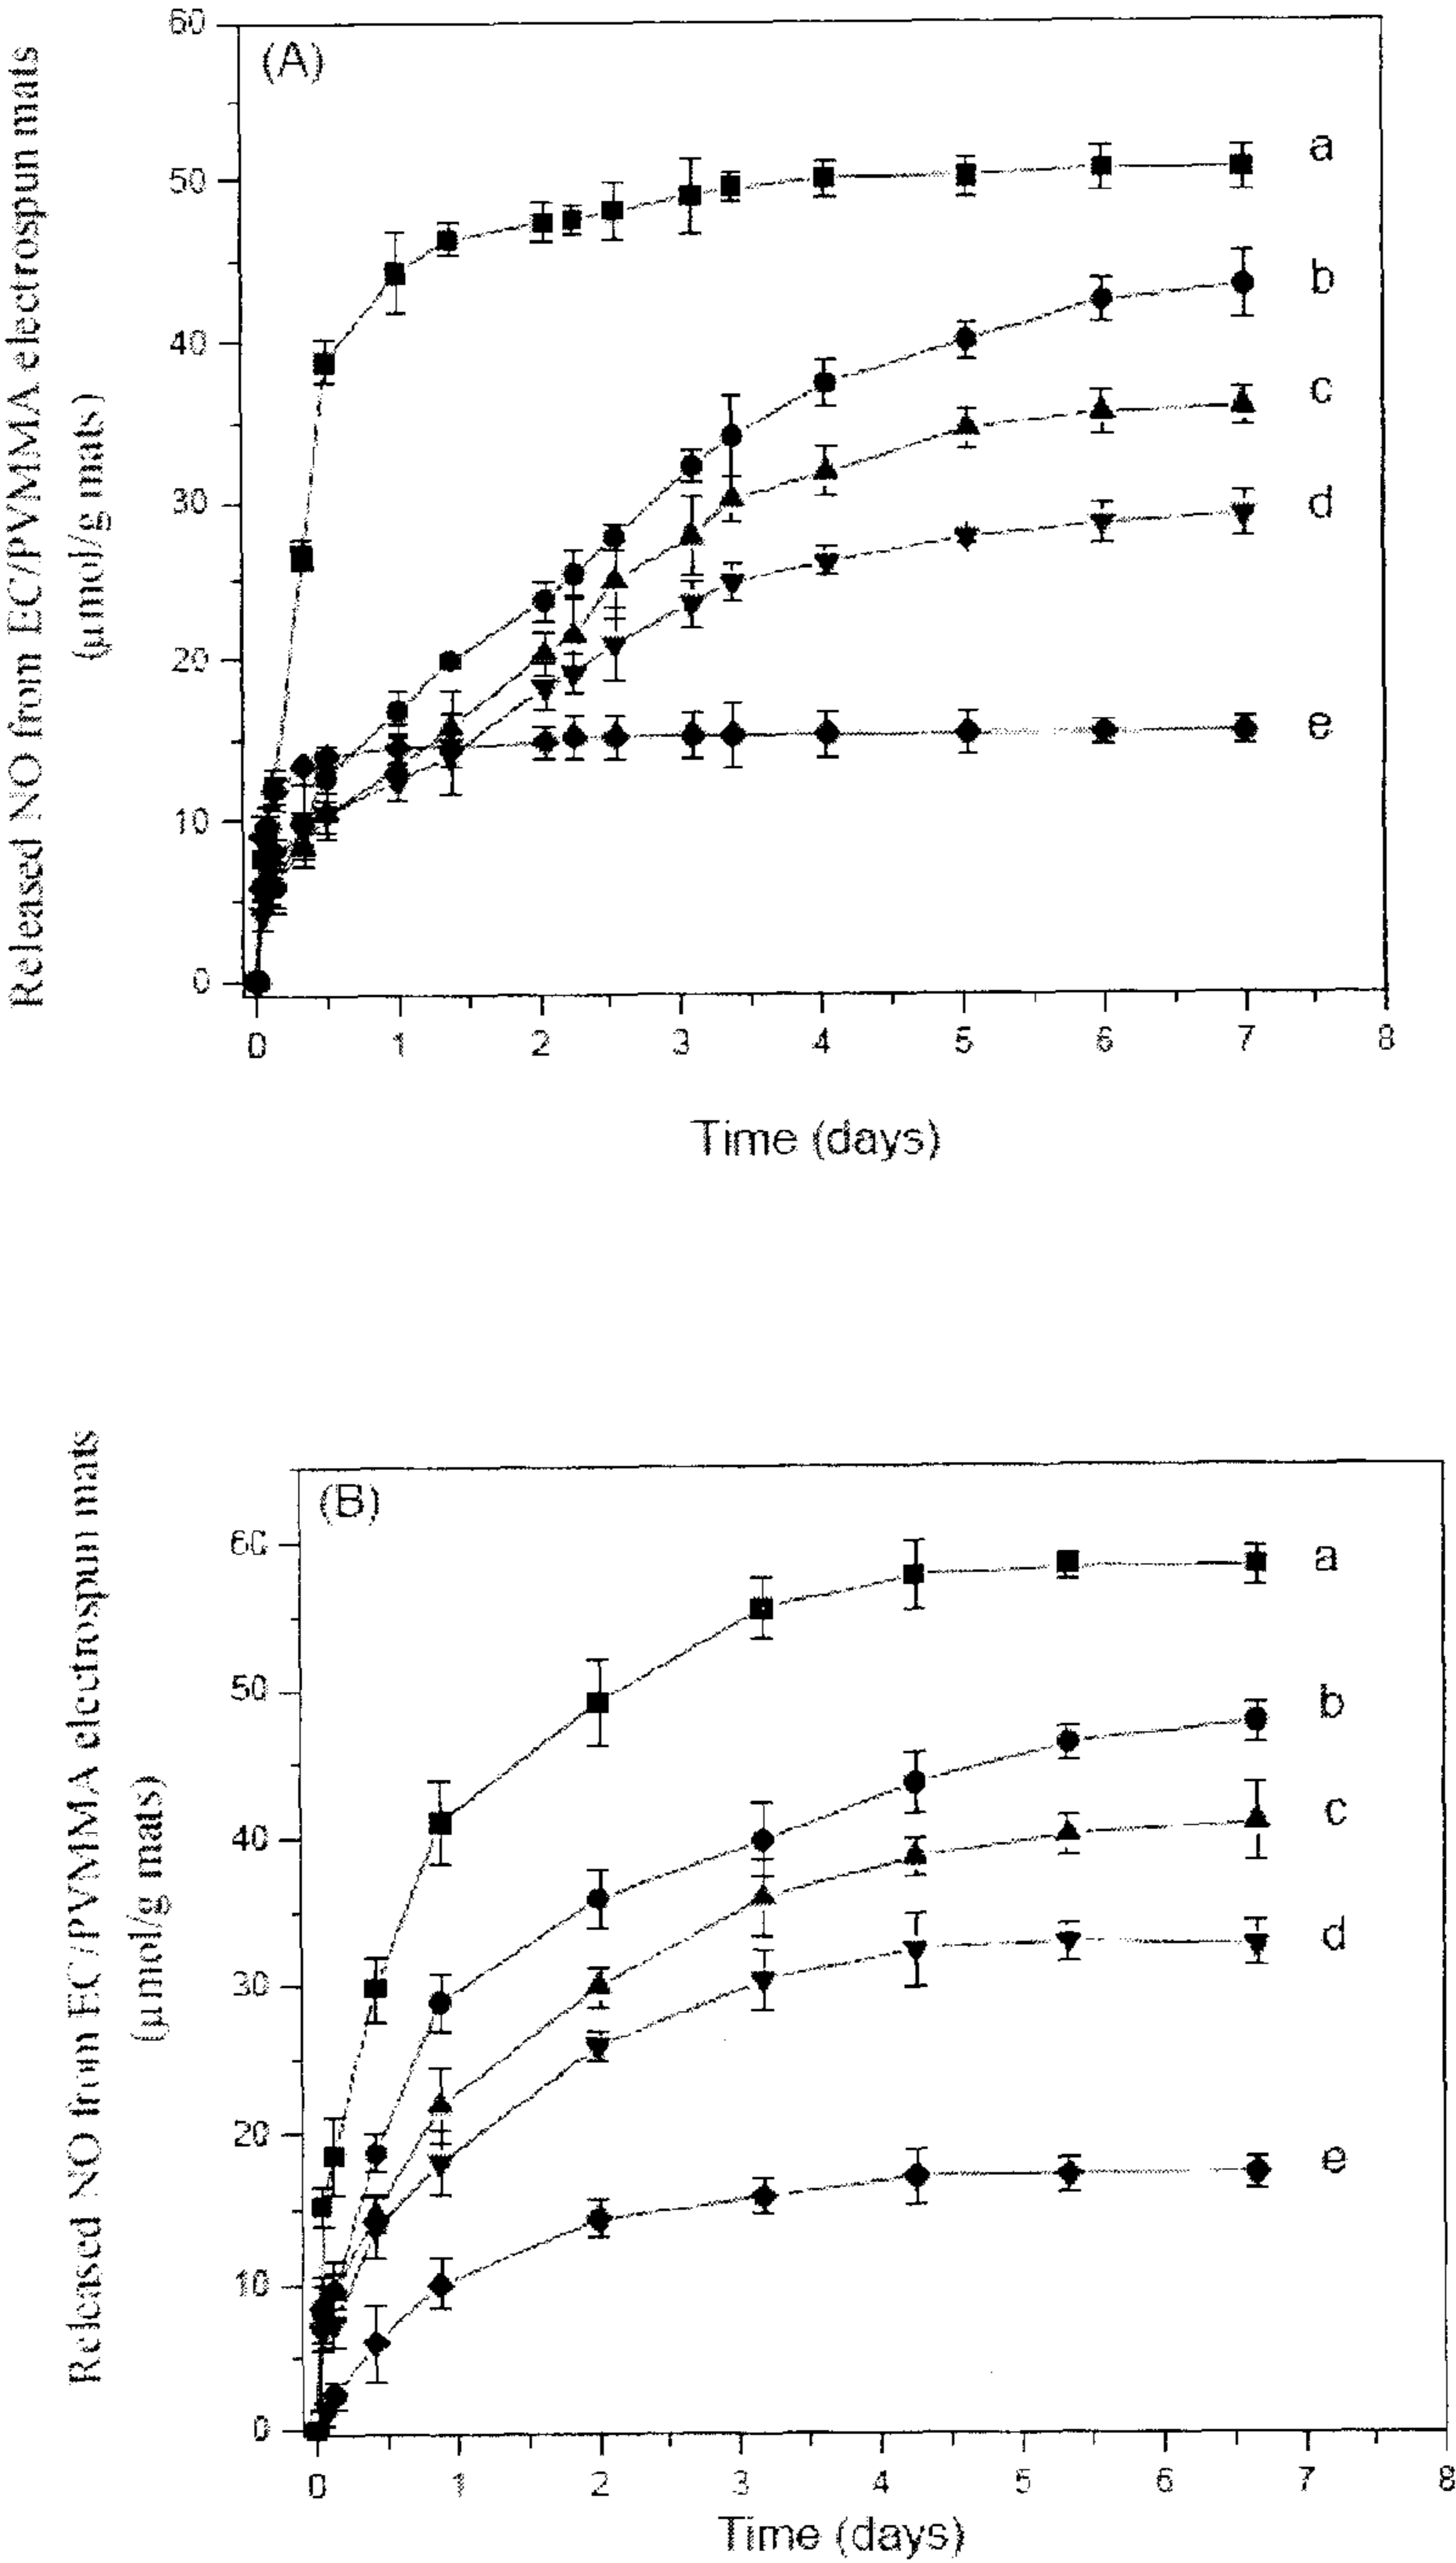 (A)
Released NO from EC/PVMMA electrospun mats
(µmol/g mats)
60
50
40
30
20
10
0
a
b
c
d
e
0 1 2 3 4 5 6 7 8
Time (days)
(B)
Released NO from EC/PVMMA electrospun mats
(µmol/g mats)
60
50
40
30
20
10
0
a
b
c
d
e
0 1 2 3 4 5 6 7 8
Time (days)